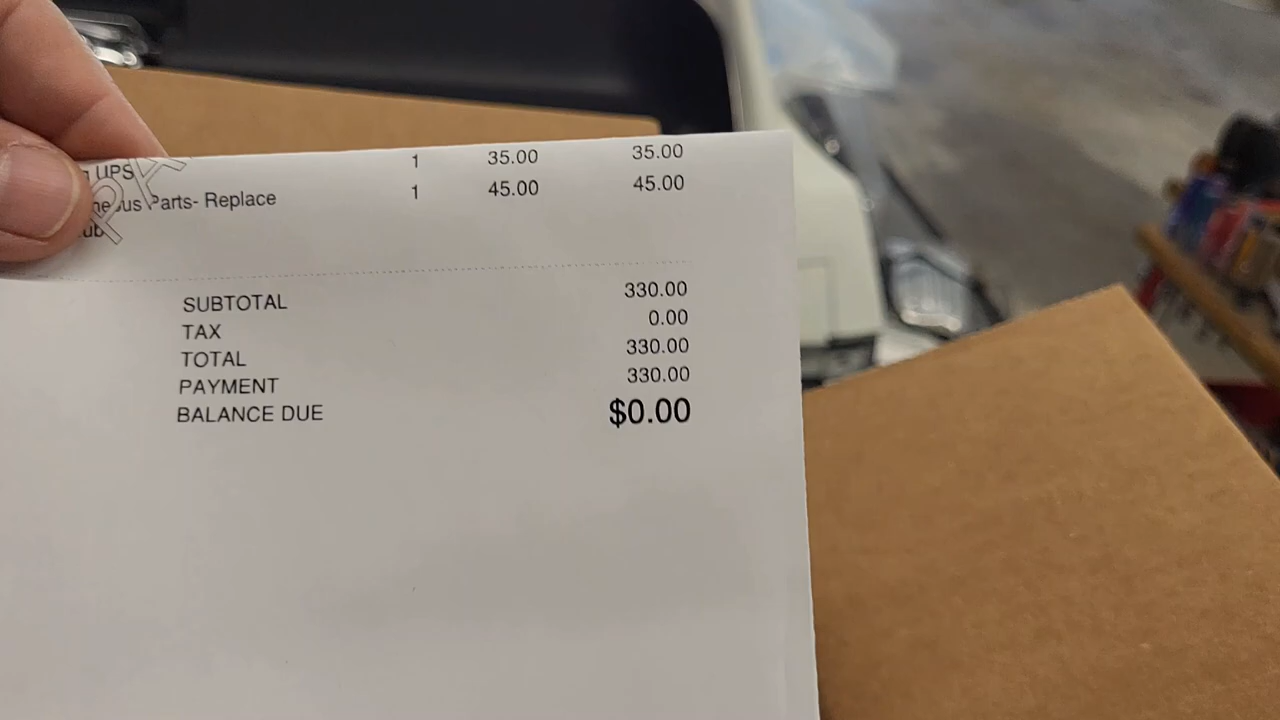 UPS 1 35.00 35.00
Parts- Replace 1 45.00 45.00
SUBTOTAL 330.00
TAX 0.00
TOTAL 330.00
PAYMENT 330.00
BALANCE DUE $0.00